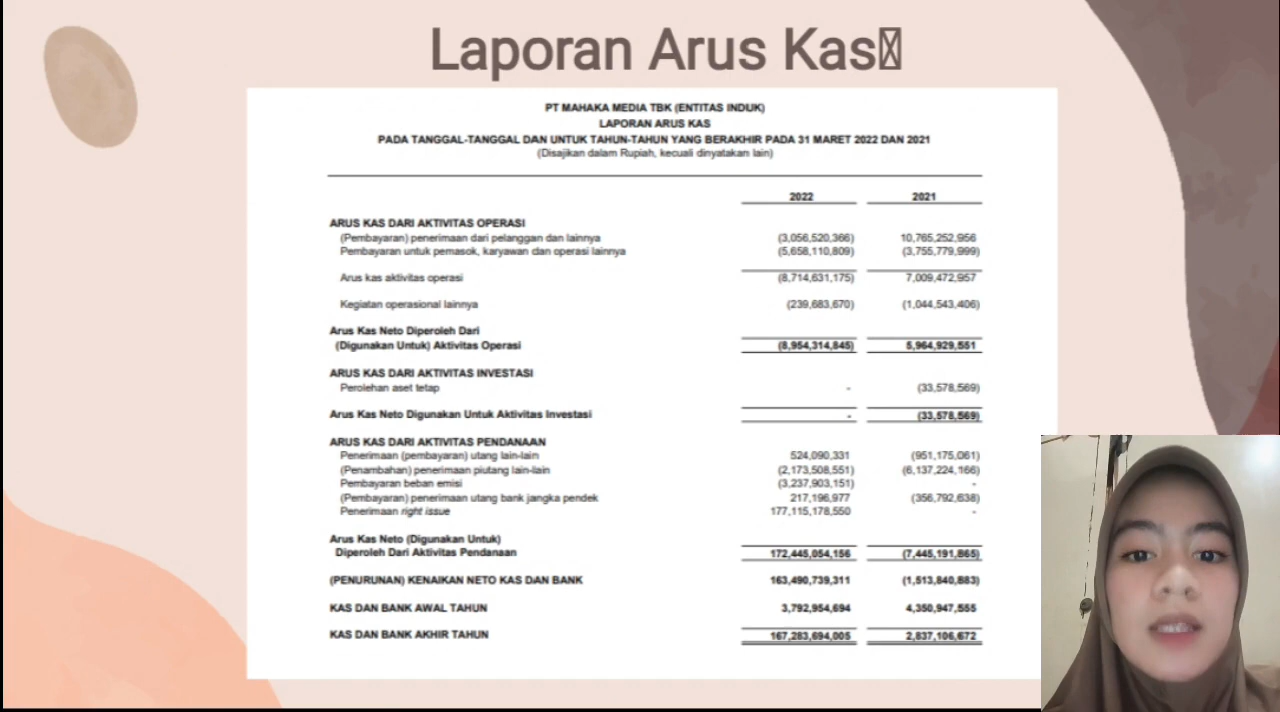 Laporan Arus Kas
PT MAHAKA MEDIA TBK (ENTITAS INDUK)
LAPORAN ARUS KAS
PADA TANGGAL-TANGGAL DAN UNTUK TAHUN-TAHUN YANG BERAKHIR PADA 31 MARET 2022 DAN 2021
(Disajikan dalam Rupiah, kecuali dinyatakan lain)
2022 2021
ARUS KAS DARI AKTIVITAS OPERASI
(Pembayaran) penerimaan dari pelanggan dan lainnya (3,056,520,366) 10,765,252,956
Pembayaran untuk pemasok, karyawan dan operasi lainnya (5,658,110,809) (3,755,779,999)
Arus kas aktivitas operasi (8,714,631,175) 7,009,472,957
Kegiatan operasional lainnya (239,683,670) (1,044,543,406)
Arus Kas Neto Diperoleh Dari
(Digunakan Untuk) Aktivitas Operasi (8,954,314,845) 5,964,929,551
ARUS KAS DARI AKTIVITAS INVESTASI
Perolehan aset tetap - (33,578,569)
Arus Kas Neto Digunakan Untuk Aktivitas Investasi - (33,578,569)
ARUS KAS DARI AKTIVITAS PENDANAAN
Penerimaan (pembayaran) utang lain-lain 524,090,331 (951,175,061)
(Penambahan) penerimaan piutang lain-lain (2,173,508,551) (6,137,224,166)
Pembayaran beban emisi (3,237,903,151) -
(Pembayaran) penerimaan utang bank jangka pendek 217,196,977 (356,792,638)
Penerimaan right issue 177,115,178,550 -
Arus Kas Neto (Digunakan Untuk)
Diperoleh Dari Aktivitas Pendanaan 172,445,054,156 (7,445,191,865)
(PENURUNAN) KENAIKAN NETO KAS DAN BANK 163,490,739,311 (1,513,840,883)
KAS DAN BANK AWAL TAHUN 3,792,954,694 4,350,947,555
KAS DAN BANK AKHIR TAHUN 167,283,694,005 2,837,106,672